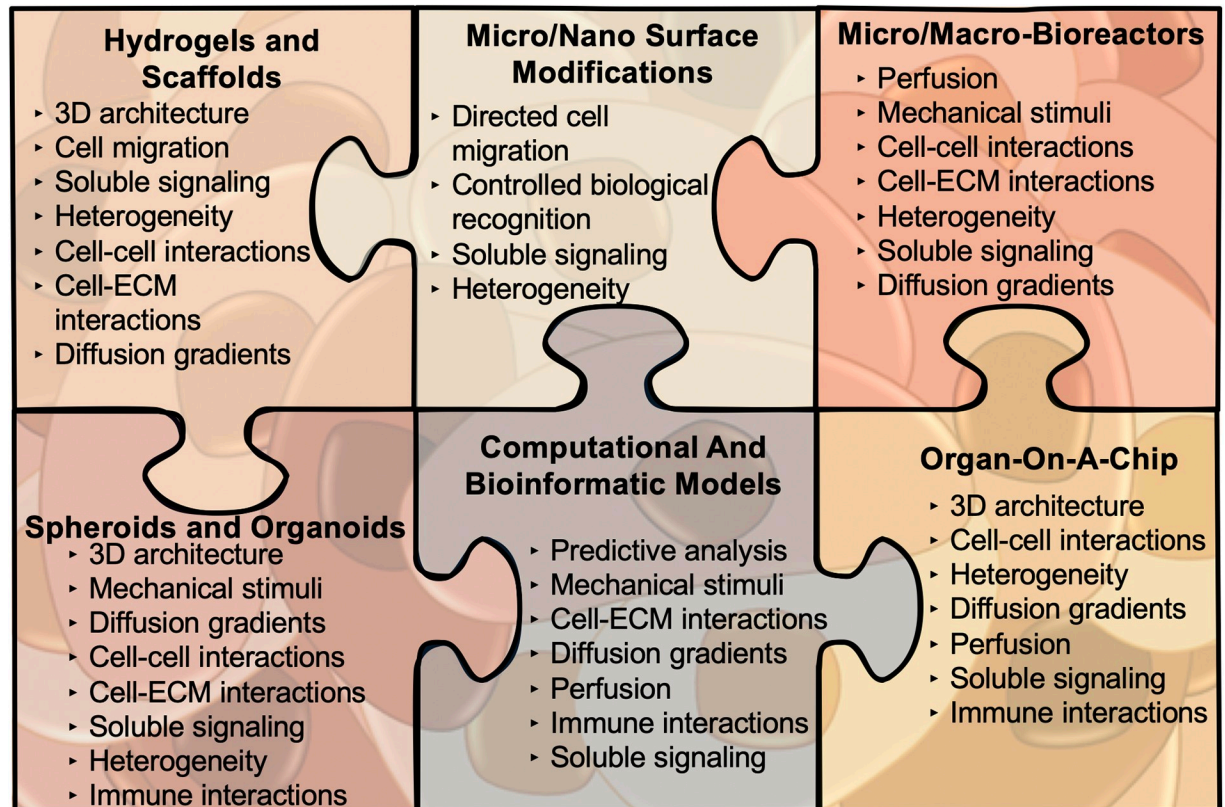 Hydrogels and
Scaffolds
‣ 3D architecture
‣ Cell migration
‣ Soluble signaling
‣ Heterogeneity
‣ Cell-cell interactions
‣ Cell-ECM
interactions
‣ Diffusion gradients
Micro/Nano Surface
Modifications
‣ Directed cell
migration
‣ Controlled biological
recognition
‣ Soluble signaling
‣ Heterogeneity
Micro/Macro-Bioreactors
‣ Perfusion
‣ Mechanical stimuli
‣ Cell-cell interactions
‣ Cell-ECM interactions
‣ Heterogeneity
‣ Soluble signaling
‣ Diffusion gradients
Spheroids and Organoids
‣ 3D architecture
‣ Mechanical stimuli
‣ Diffusion gradients
‣ Cell-cell interactions
‣ Cell-ECM interactions
‣ Soluble signaling
‣ Heterogeneity
‣ Immune interactions
Computational And
Bioinformatic Models
‣ Predictive analysis
‣ Mechanical stimuli
‣ Cell-ECM interactions
‣ Diffusion gradients
‣ Perfusion
‣ Immune interactions
‣ Soluble signaling
Organ-On-A-Chip
‣ 3D architecture
‣ Cell-cell interactions
‣ Heterogeneity
‣ Diffusion gradients
‣ Perfusion
‣ Soluble signaling
‣ Immune interactions